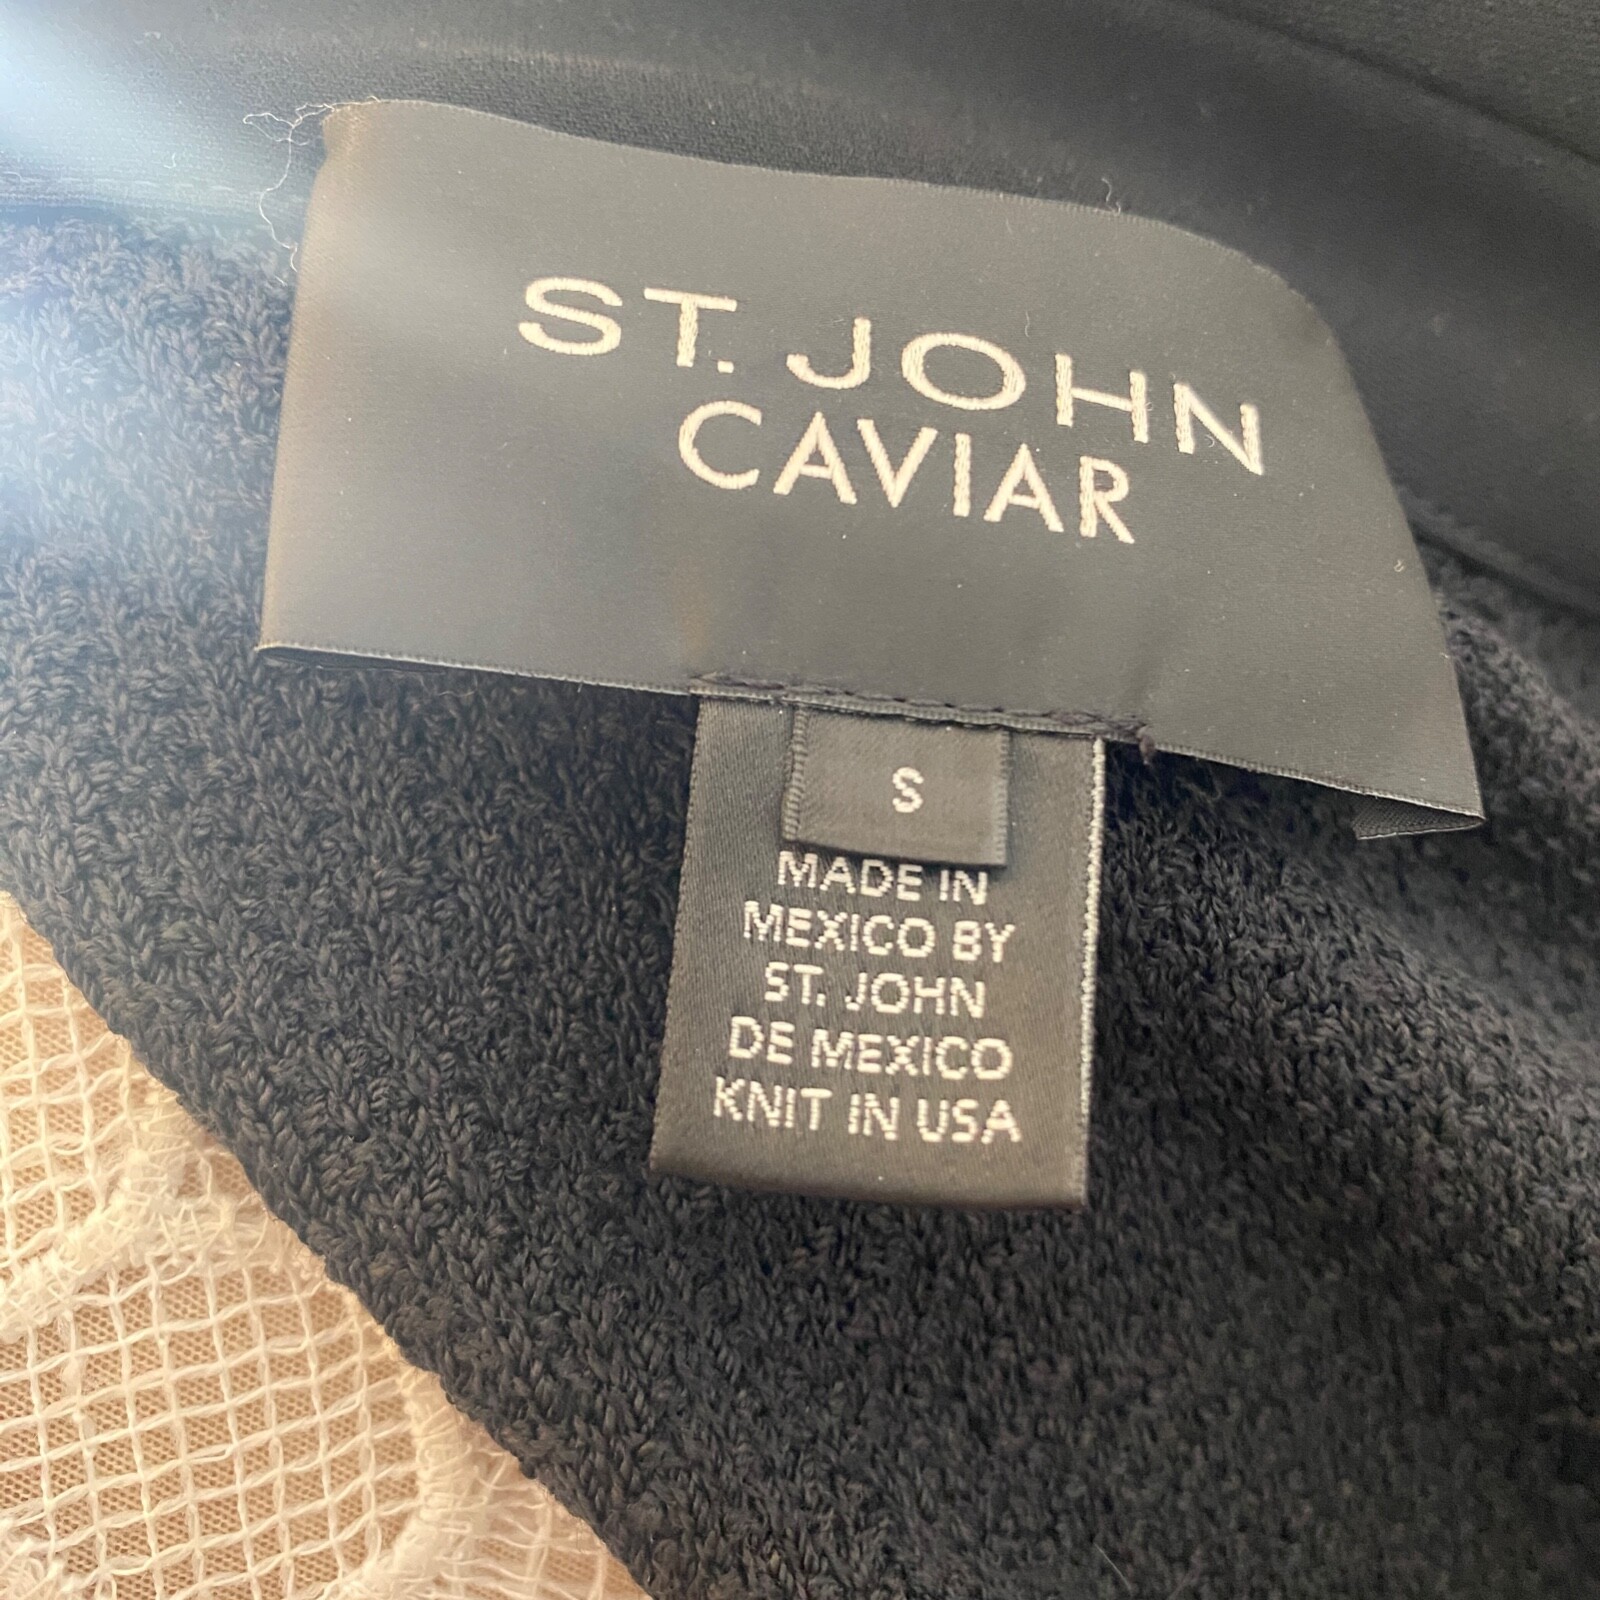 ST. JOHN
CAVIAR
S
MADE IN
MEXICO BY
ST. JOHN
DE MEXICO
KNIT IN USA